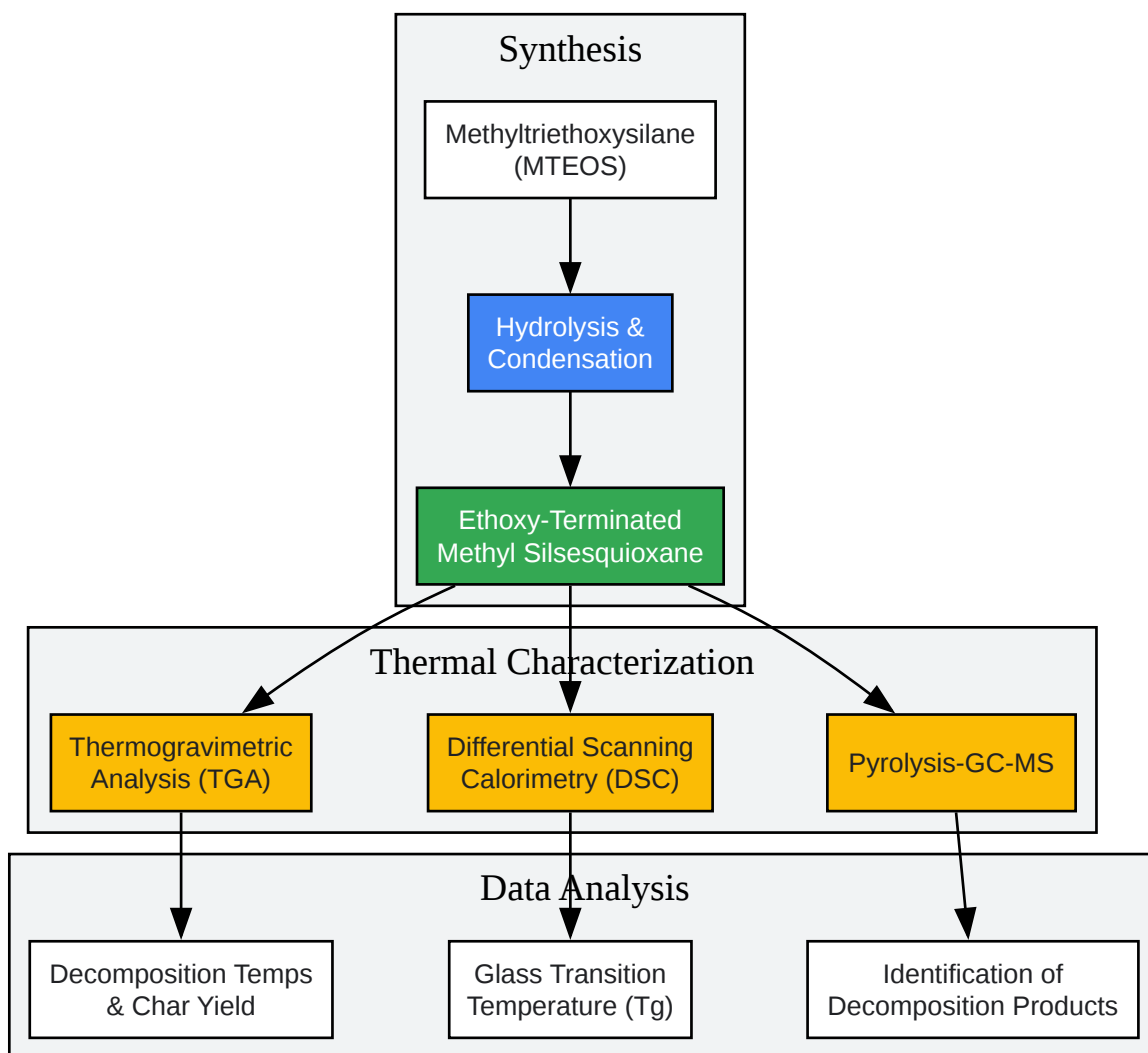 Synthesis
Methyltriethoxysilane
(MTEOS)
Hydrolysis &
Condensation
Ethoxy-Terminated
Methyl Silsesquioxane
Thermal Characterization
Thermogravimetric
Analysis (TGA)
Differential Scanning
Calorimetry (DSC)
Pyrolysis-GC-MS
Data Analysis
Decomposition Temps
& Char Yield
Glass Transition
Temperature (Tg)
Identification of
Decomposition Products